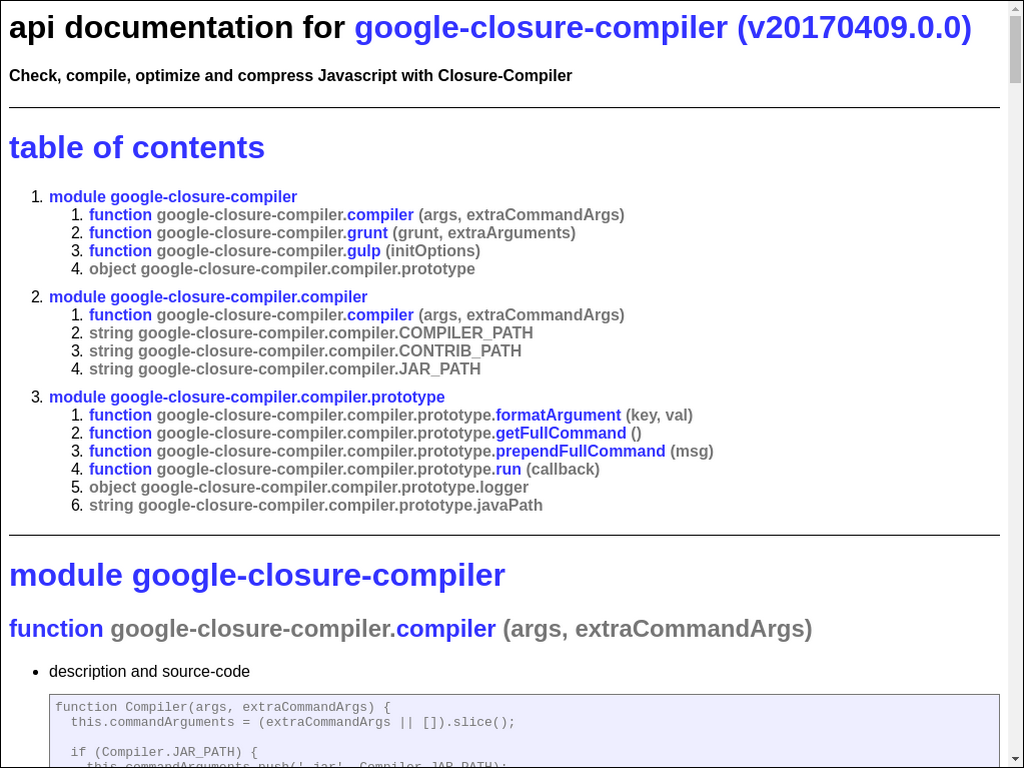 api documentation for google-closure-compiler (v20170409.0.0)
Check, compile, optimize and compress Javascript with Closure-Compiler
table of contents
1. module google-closure-compiler
1. function google-closure-compiler.compiler (args, extraCommandArgs)
2. function google-closure-compiler.grunt (grunt, extraArguments)
3. function google-closure-compiler.gulp (initOptions)
4. object google-closure-compiler.compiler.prototype
2. module google-closure-compiler.compiler
1. function google-closure-compiler.compiler (args, extraCommandArgs)
2. string google-closure-compiler.compiler.COMPILER_PATH
3. string google-closure-compiler.compiler.CONTRIB_PATH
4. string google-closure-compiler.compiler.JAR_PATH
3. module google-closure-compiler.compiler.prototype
1. function google-closure-compiler.compiler.prototype.formatArgument (key, val)
2. function google-closure-compiler.compiler.prototype.getFullCommand ()
3. function google-closure-compiler.compiler.prototype.prependFullCommand (msg)
4. function google-closure-compiler.compiler.prototype.run (callback)
5. object google-closure-compiler.compiler.prototype.logger
6. string google-closure-compiler.compiler.prototype.javaPath
module google-closure-compiler
function google-closure-compiler.compiler (args, extraCommandArgs)
• description and source-code
function Compiler(args, extraCommandArgs) {
this.commandArguments = (extraCommandArgs || []).slice();
if (Compiler.JAR_PATH) {
this.commandArguments.push('-jar', Compiler.JAR_PATH);